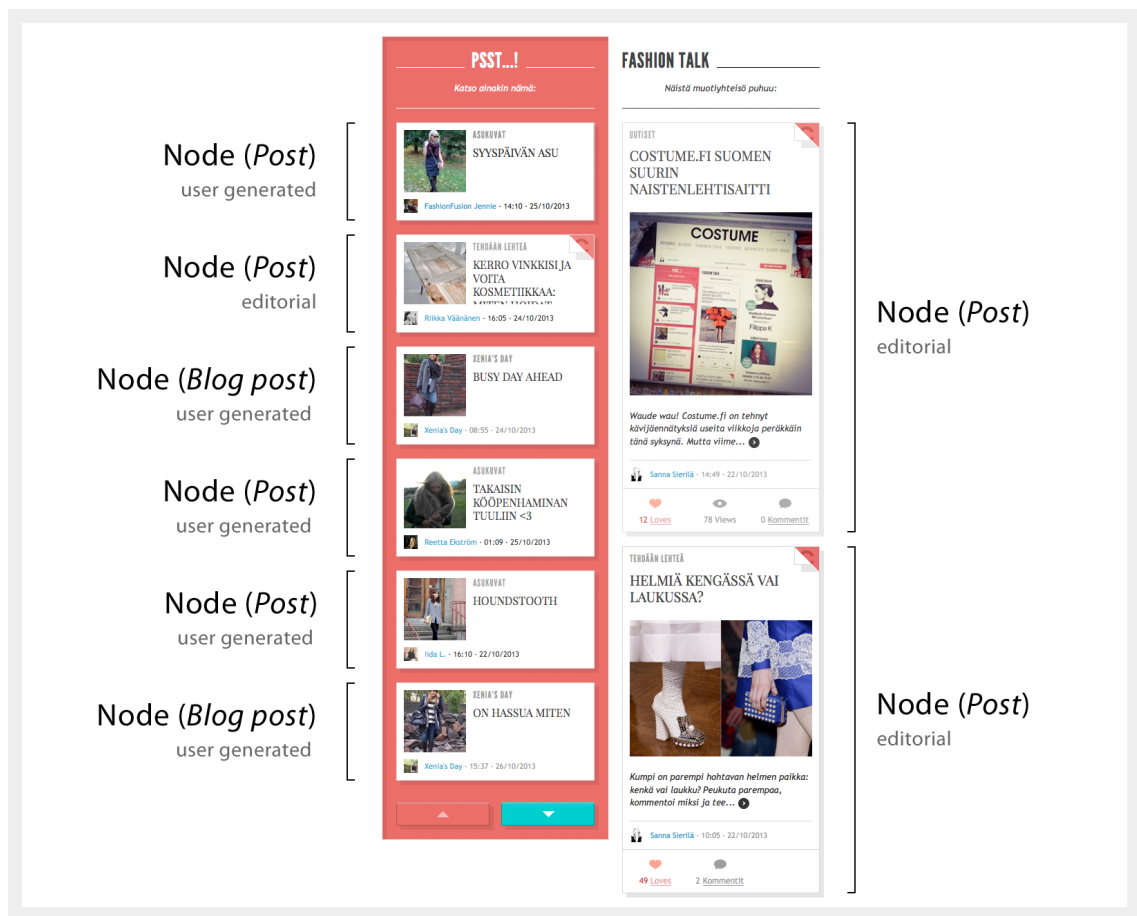 PSST...!
Katso ainakin nämä:
Node (Post)
user generated
ASUKUVAT
SYYSPÄIVÄN ASU
FashionFusion Jennie - 14:10 - 25/10/2013
Node (Post)
editorial
TEHDÄÄN LEHTEÄ
KERRO VINKKISI JA
VOITA
KOSMETIIKKAA:
MITEN HOIDAT
Riikka Väänänen - 16:05 - 24/10/2013
Node (Blog post)
user generated
XENIA'S DAY
BUSY DAY AHEAD
Xenia's Day - 08:55 - 24/10/2013
Node (Post)
user generated
ASUKUVAT
TAKAISIN
KÖÖPENHAMINAN
TUULIIN <3
Reetta Ekström - 01:09 - 25/10/2013
Node (Post)
user generated
ASUKUVAT
HOUNDSTOOTH
Iida L. - 16:10 - 22/10/2013
Node (Blog post)
user generated
XENIA'S DAY
ON HASSUA MITEN
Xenia's Day - 15:37 - 26/10/2013
FASHION TALK
Näistä muotiyhteisö puhuu:
UUTISET
COSTUME.FI SUOMEN
SUURIN
NAISTENLEHTISAITTI
COSTUME
FASHION TALK
Filippa K
Waude wau! Costume.fi on tehnyt
kävijäennätyksiä useita viikkoja peräkkäin
tänä syksynä. Mutta viime...
Sanna Sierilä - 14:49 - 22/10/2013
12 Loves 78 Views 0 Kommentit
Node (Post)
editorial
TEHDÄÄN LEHTEÄ
HELMIÄ KENGÄSSÄ VAI
LAUKUSSA?
Kumpi on parempi hohtavan helmen paikka:
kenkä vai laukku? Peukuta parempaa,
kommentoi miksi ja tee...
Sanna Sierilä - 10:05 - 22/10/2013
49 Loves 2 Kommentit
Node (Post)
editorial